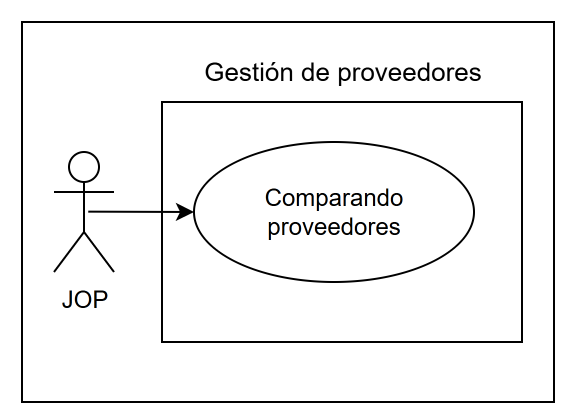 Gestión de proveedores
Comparando
proveedores
JOP